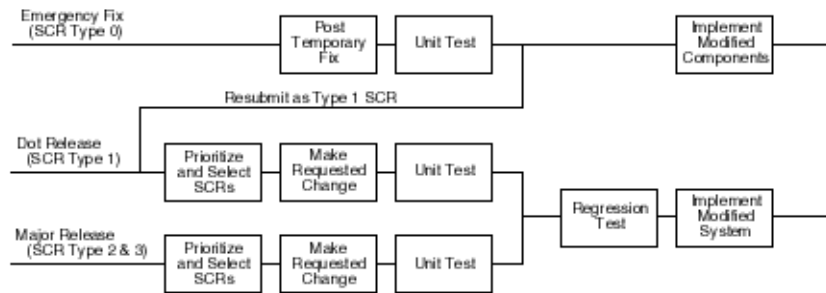 Emergency Fix
(SCR Type 0)
Post
Temporary
Fix
Unit Test
Implement
Modified
Components
Resubmit as Type 1 SCR
Dot Release
(SCR Type 1)
Prioritize
and Select
SCRs
Make
Requested
Change
Unit Test
Regression
Test
Implement
Modified
System
Major Release
(SCR Type 2 & 3)
Prioritize
and Select
SCRs
Make
Requested
Change
Unit Test